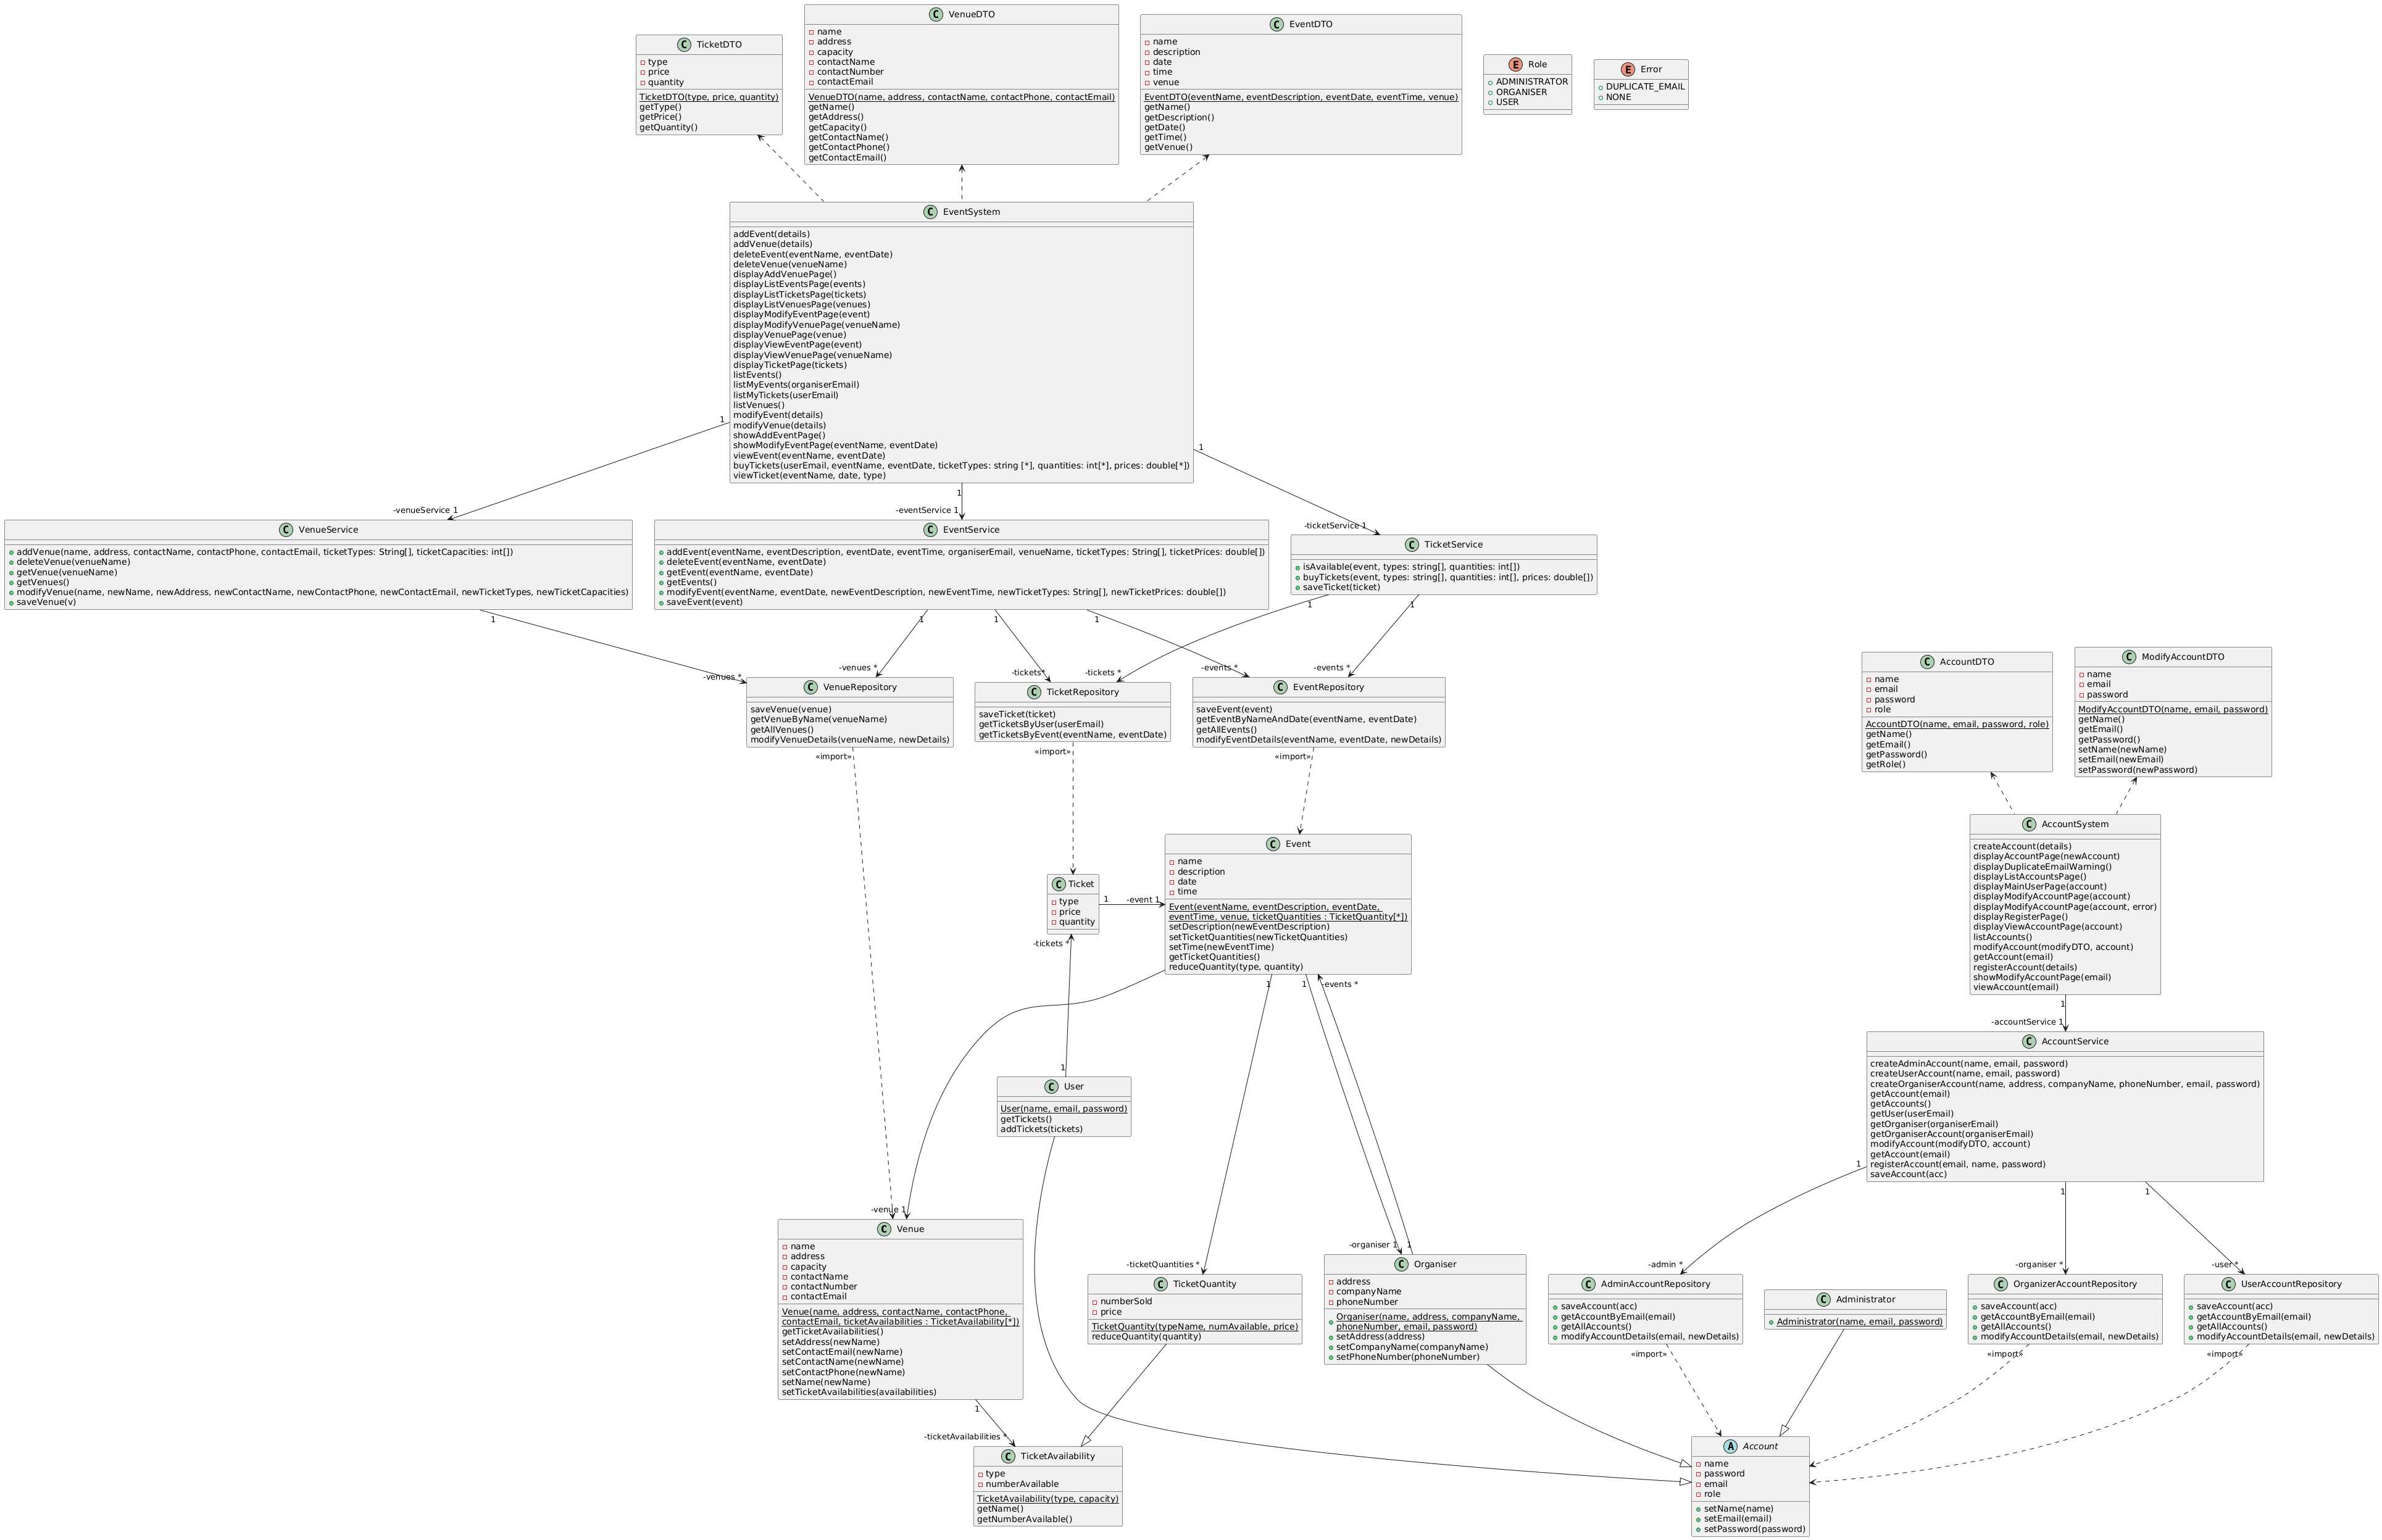 TicketDTO
type
price
quantity
TicketDTO(type, price, quantity)
getType()
getPrice()
getQuantity()
VenueDTO
name
address
capacity
contactName
contactNumber
contactEmail
VenueDTO(name, address, contactName, contactPhone, contactEmail)
getName()
getAddress()
getCapacity()
getContactName()
getContactPhone()
getContactEmail()
EventDTO
name
description
date
time
venue
EventDTO(eventName, eventDescription, eventDate, eventTime, venue)
getName()
getDescription()
getDate()
getTime()
getVenue()
E Role
ADMINISTRATOR
ORGANISER
USER
E Error
DUPLICATE_EMAIL
NONE
C EventSystem
addEvent(details)
addVenue(details)
deleteEvent(eventName, eventDate)
deleteVenue(venueName)
displayAddVenuePage()
displayListEventsPage(events)
displayListTicketsPage(tickets)
displayListVenuesPage(venues)
displayModifyEventPage(event)
displayModifyVenuePage(venueName)
displayVenuePage(venue)
displayViewEventPage(event)
displayViewVenuePage(venueName)
displayTicketPage(tickets)
listEvents()
listMyEvents(organiserEmail)
listMyTickets(userEmail)
listVenues()
modifyEvent(details)
modifyVenue(details)
showAddEventPage()
showModifyEventPage(eventName, eventDate)
viewEvent(eventName, eventDate)
buyTickets(userEmail, eventName, eventDate, ticketTypes: string [*], quantities: int[*], prices: double[*])
viewTicket(eventName, date, type)
1
1
1
-venueService 1
-eventService 1
-ticketService 1
C VenueService
addVenue(name, address, contactName, contactPhone, contactEmail, ticketTypes: String[], ticketCapacities: int[])
deleteVenue(venueName)
getVenue(venueName)
getVenues()
modifyVenue(name, newName, newAddress, newContactName, newContactPhone, newContactEmail, newTicketTypes, newTicketCapacities)
saveVenue(v)
C EventService
addEvent(eventName, eventDescription, eventDate, eventTime, organiserEmail, venueName, ticketTypes: String[], ticketPrices: double[])
deleteEvent(eventName, eventDate)
getEvent(eventName, eventDate)
getEvents()
modifyEvent(eventName, eventDate, newEventDescription, newEventTime, newTicketTypes: String[], newTicketPrices: double[])
saveEvent(event)
C TicketService
isAvailable(event, types: string[], quantities: int[])
buyTickets(event, types: string[], quantities: int[], prices: double[])
saveTicket(ticket)
1
1
1
1
1
1
-venues *
-venues *
-tickets*
-tickets *
-events *
-events *
C VenueRepository
saveVenue(venue)
getVenueByName(venueName)
getAllVenues()
modifyVenueDetails(venueName, newDetails)
«import»
C TicketRepository
saveTicket(ticket)
getTicketsByUser(userEmail)
getTicketsByEvent(eventName, eventDate)
«import»
C EventRepository
saveEvent(event)
getEventByNameAndDate(eventName, eventDate)
getAllEvents()
modifyEventDetails(eventName, eventDate, newDetails)
«import»
C AccountDTO
name
email
password
role
AccountDTO(name, email, password, role)
getName()
getEmail()
getPassword()
getRole()
C ModifyAccountDTO
name
email
password
ModifyAccountDTO(name, email, password)
getName()
getEmail()
getPassword()
setName(newName)
setEmail(newEmail)
setPassword(newPassword)
C AccountSystem
createAccount(details)
displayAccountPage(newAccount)
displayDuplicateEmailWarning()
displayListAccountsPage()
displayMainUserPage(account)
displayModifyAccountPage(account)
displayModifyAccountPage(account, error)
displayRegisterPage()
displayViewAccountPage(account)
listAccounts()
modifyAccount(modifyDTO, account)
getAccount(email)
registerAccount(details)
showModifyAccountPage(email)
viewAccount(email)
1
-accountService 1
C Ticket
type
price
quantity
1
-event 1
-tickets *
C Event
name
description
date
time
Event(eventName, eventDescription, eventDate,
eventTime, venue, ticketQuantities : TicketQuantity[*])
setDescription(newEventDescription)
setTicketQuantities(newTicketQuantities)
setTime(newEventTime)
getTicketQuantities()
reduceQuantity(type, quantity)
1
1
-events *
C AccountService
createAdminAccount(name, email, password)
createUserAccount(name, email, password)
createOrganiserAccount(name, address, companyName, phoneNumber, email, password)
getAccount(email)
getAccounts()
getUser(userEmail)
getOrganiser(organiserEmail)
getOrganiserAccount(organiserEmail)
modifyAccount(modifyDTO, account)
getAccount(email)
registerAccount(email, name, password)
saveAccount(acc)
1
1
1
1
C User
User(name, email, password)
getTickets()
addTickets(tickets)
-venue 1
-ticketQuantities *
-organiser 1
1
-admin *
-organiser *
-user *
C Venue
name
address
capacity
contactName
contactNumber
contactEmail
Venue(name, address, contactName, contactPhone,
contactEmail, ticketAvailabilities : TicketAvailability[*])
getTicketAvailabilities()
setAddress(newName)
setContactEmail(newName)
setContactName(newName)
setContactPhone(newName)
setName(newName)
setTicketAvailabilities(availabilities)
1
-ticketAvailabilities *
C TicketQuantity
numberSold
price
TicketQuantity(typeName, numAvailable, price)
reduceQuantity(quantity)
C Organiser
address
companyName
phoneNumber
Organiser(name, address, companyName,
phoneNumber, email, password)
setAddress(address)
setCompanyName(companyName)
setPhoneNumber(phoneNumber)
C AdminAccountRepository
saveAccount(acc)
getAccountByEmail(email)
getAllAccounts()
modifyAccountDetails(email, newDetails)
«import»
C Administrator
Administrator(name, email, password)
C OrganizerAccountRepository
saveAccount(acc)
getAccountByEmail(email)
getAllAccounts()
modifyAccountDetails(email, newDetails)
«import»
C UserAccountRepository
saveAccount(acc)
getAccountByEmail(email)
getAllAccounts()
modifyAccountDetails(email, newDetails)
«import»
C TicketAvailability
type
numberAvailable
TicketAvailability(type, capacity)
getName()
getNumberAvailable()
A Account
name
password
email
role
setName(name)
setEmail(email)
setPassword(password)